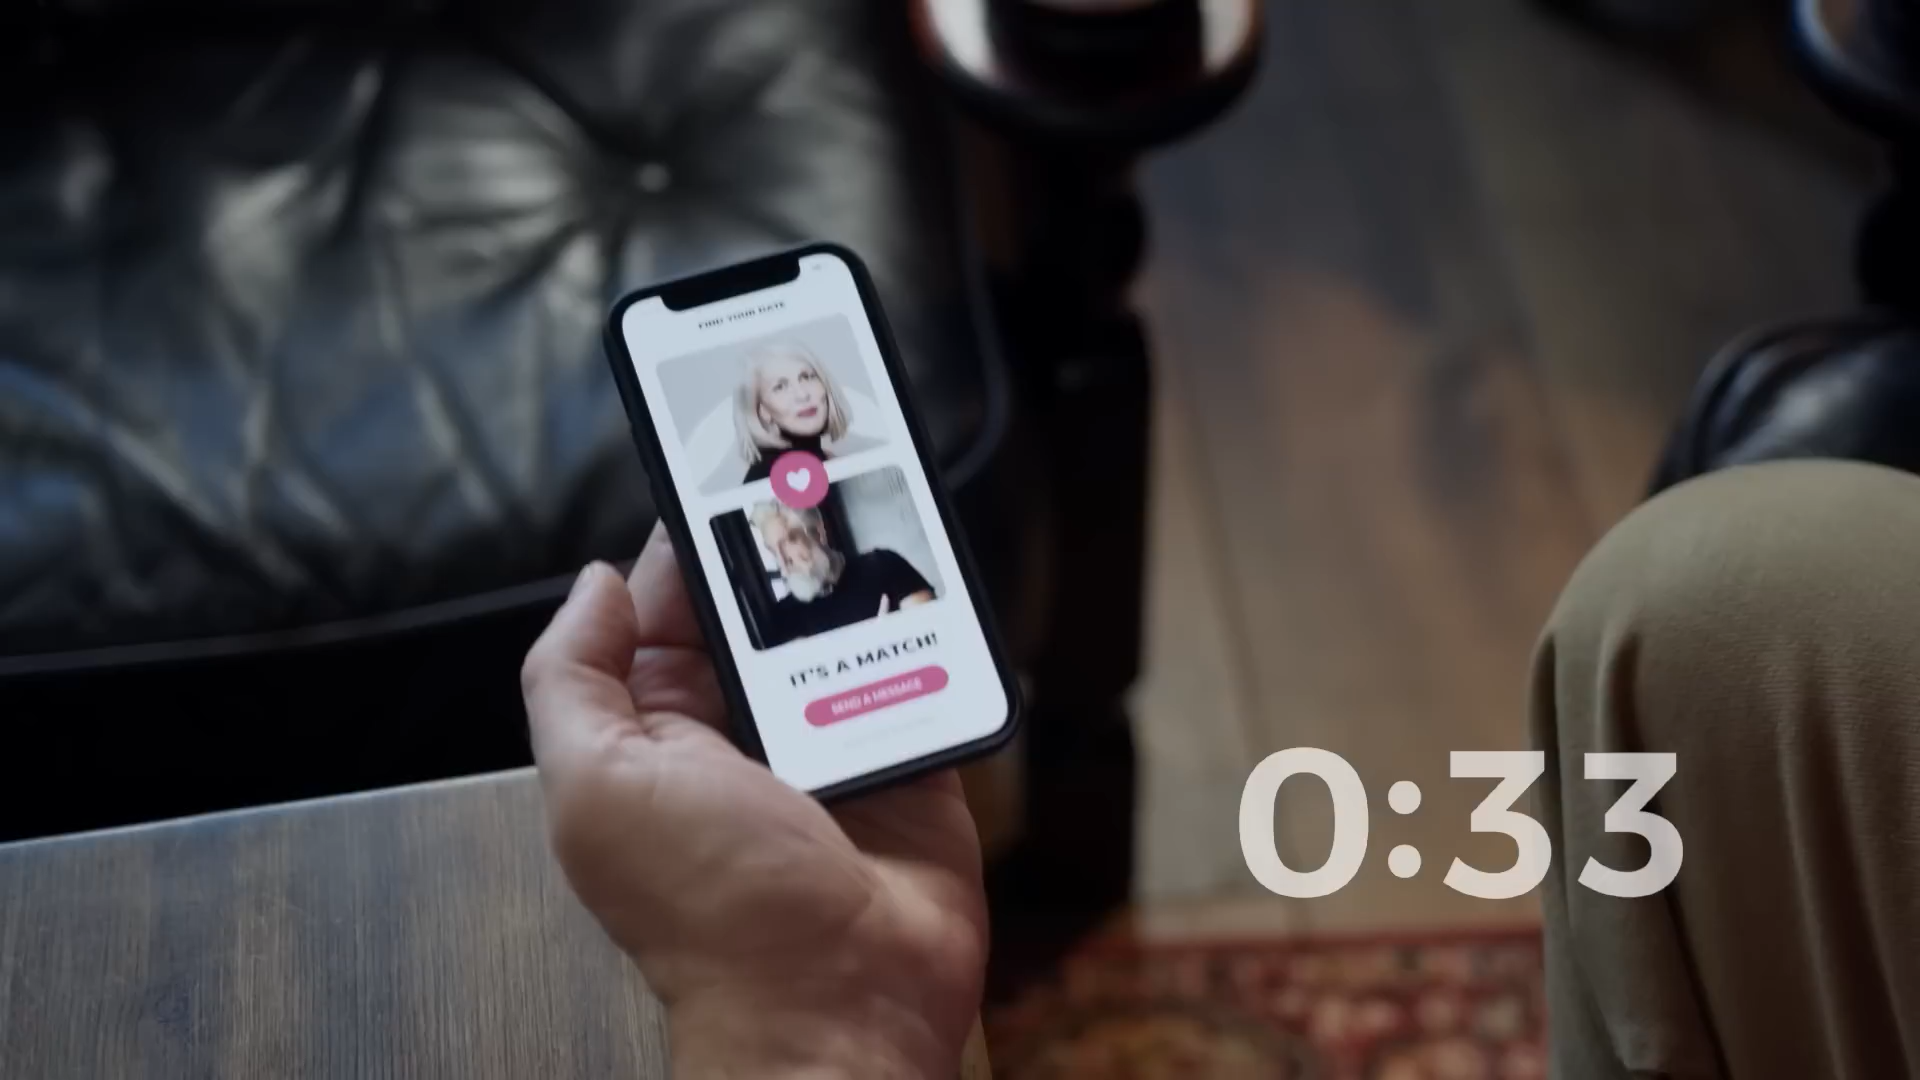 FIND YOUR DATE
IT'S A MATCH!
SEND A MESSAGE
0:33